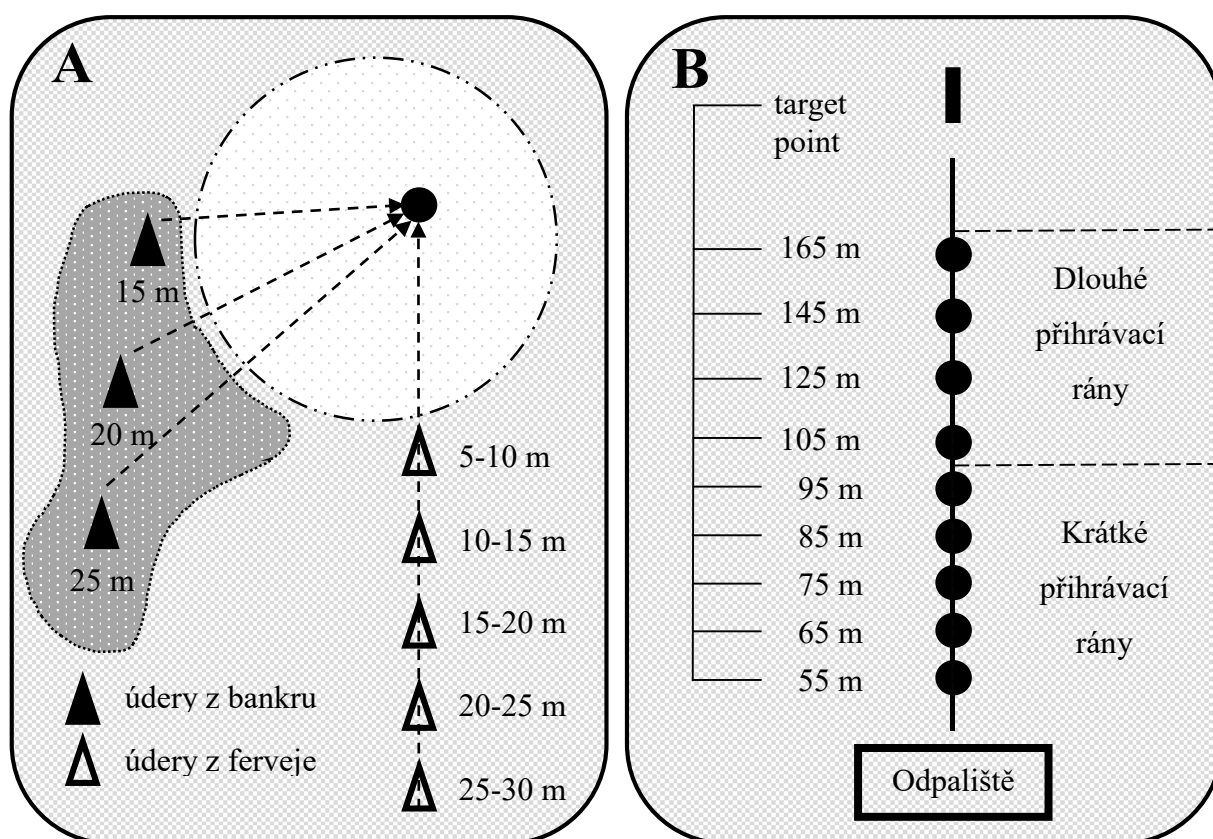 A
15 m
20 m
25 m
5-10 m
10-15 m
15-20 m
20-25 m
25-30 m
údery z bankru
údery z ferveje
B
target
point
165 m
145 m
125 m
105 m
95 m
85 m
75 m
65 m
55 m
Dlouhé
přihrávací
rány
Krátké
přihrávací
rány
Odpaliště